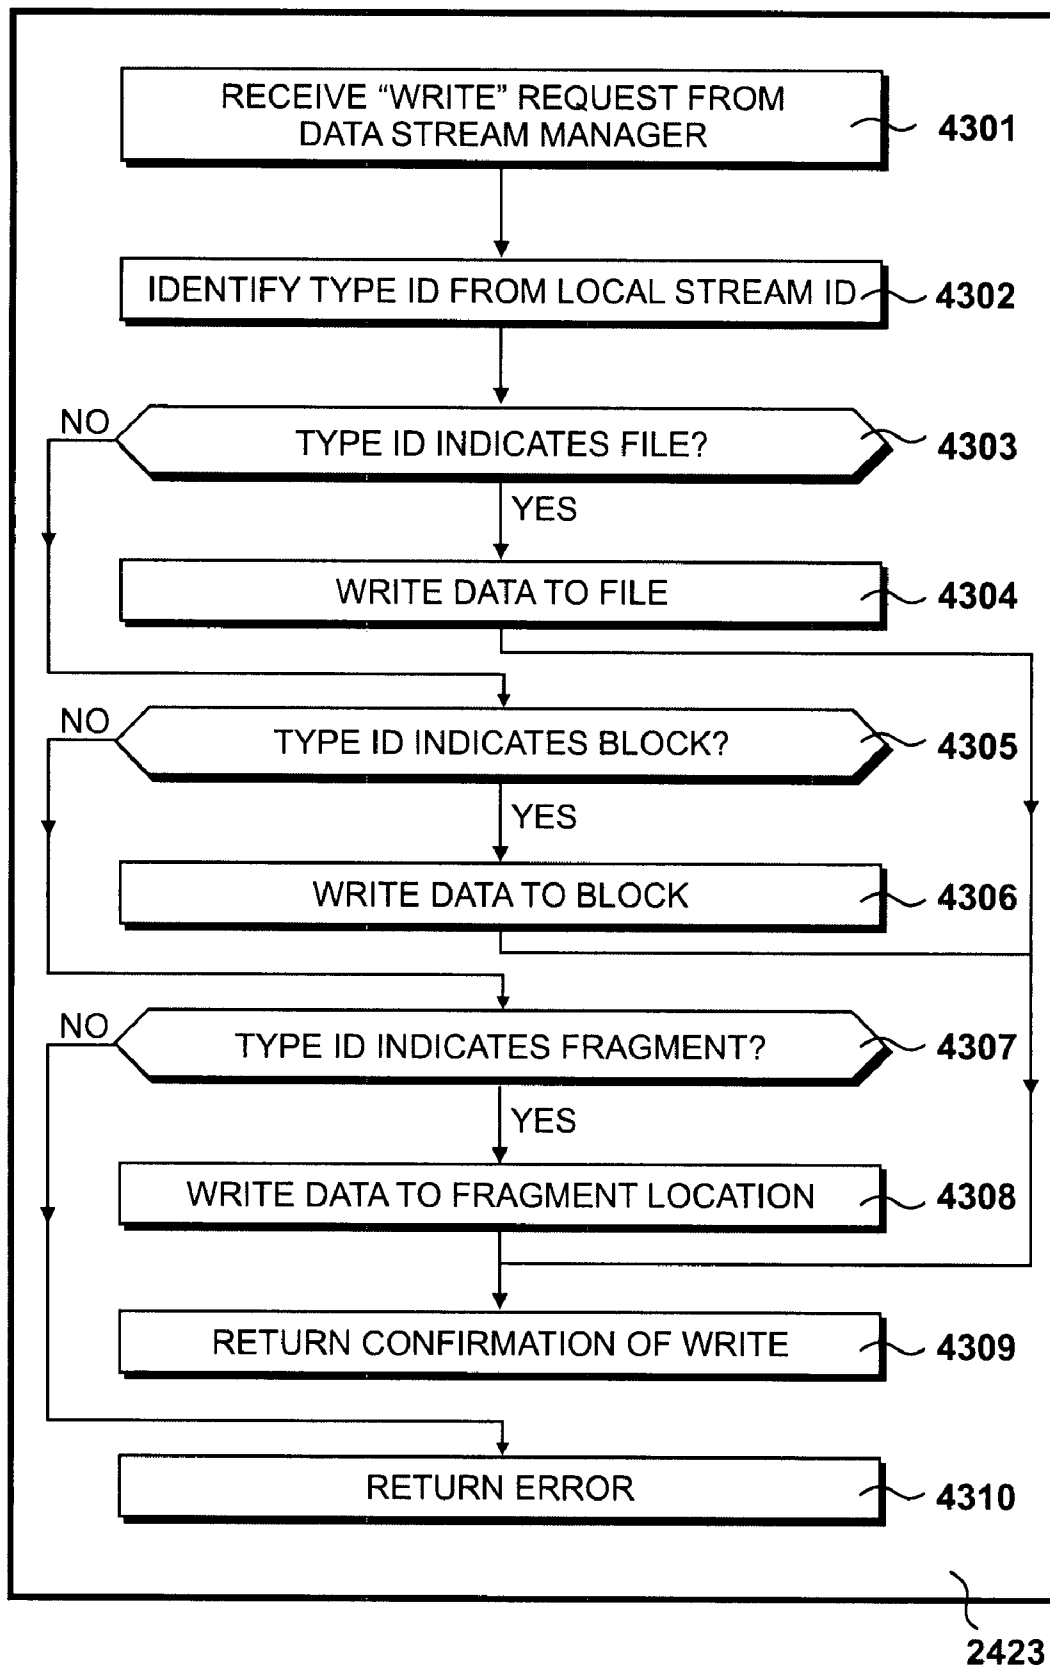 RECEIVE “WRITE” REQUEST FROM
DATA STREAM MANAGER
4301
IDENTIFY TYPE ID FROM LOCAL STREAM ID
4302
NO
TYPE ID INDICATES FILE?
4303
YES
WRITE DATA TO FILE
4304
NO
TYPE ID INDICATES BLOCK?
4305
YES
WRITE DATA TO BLOCK
4306
NO
TYPE ID INDICATES FRAGMENT?
4307
YES
WRITE DATA TO FRAGMENT LOCATION
4308
RETURN CONFIRMATION OF WRITE
4309
RETURN ERROR
4310
2423